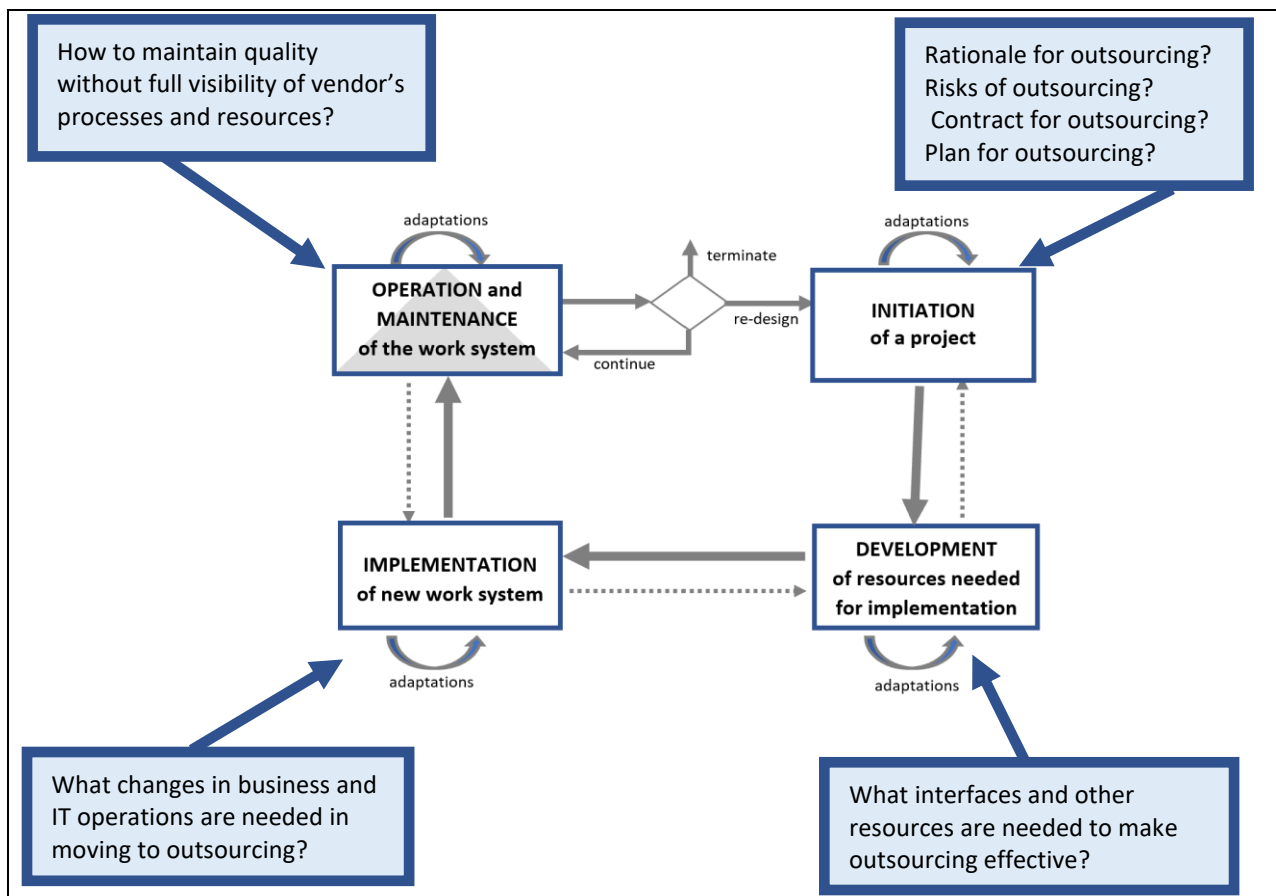 How to maintain quality
without full visibility of vendor’s
processes and resources?
Rationale for outsourcing?
Risks of outsourcing?
Contract for outsourcing?
Plan for outsourcing?
adaptations
OPERATION and
MAINTENANCE
of the work system
terminate
re-design
continue
adaptations
INITIATION
of a project
IMPLEMENTATION
of new work system
adaptations
DEVELOPMENT
of resources needed
for implementation
adaptations
What changes in business and
IT operations are needed in
moving to outsourcing?
What interfaces and other
resources are needed to make
outsourcing effective?